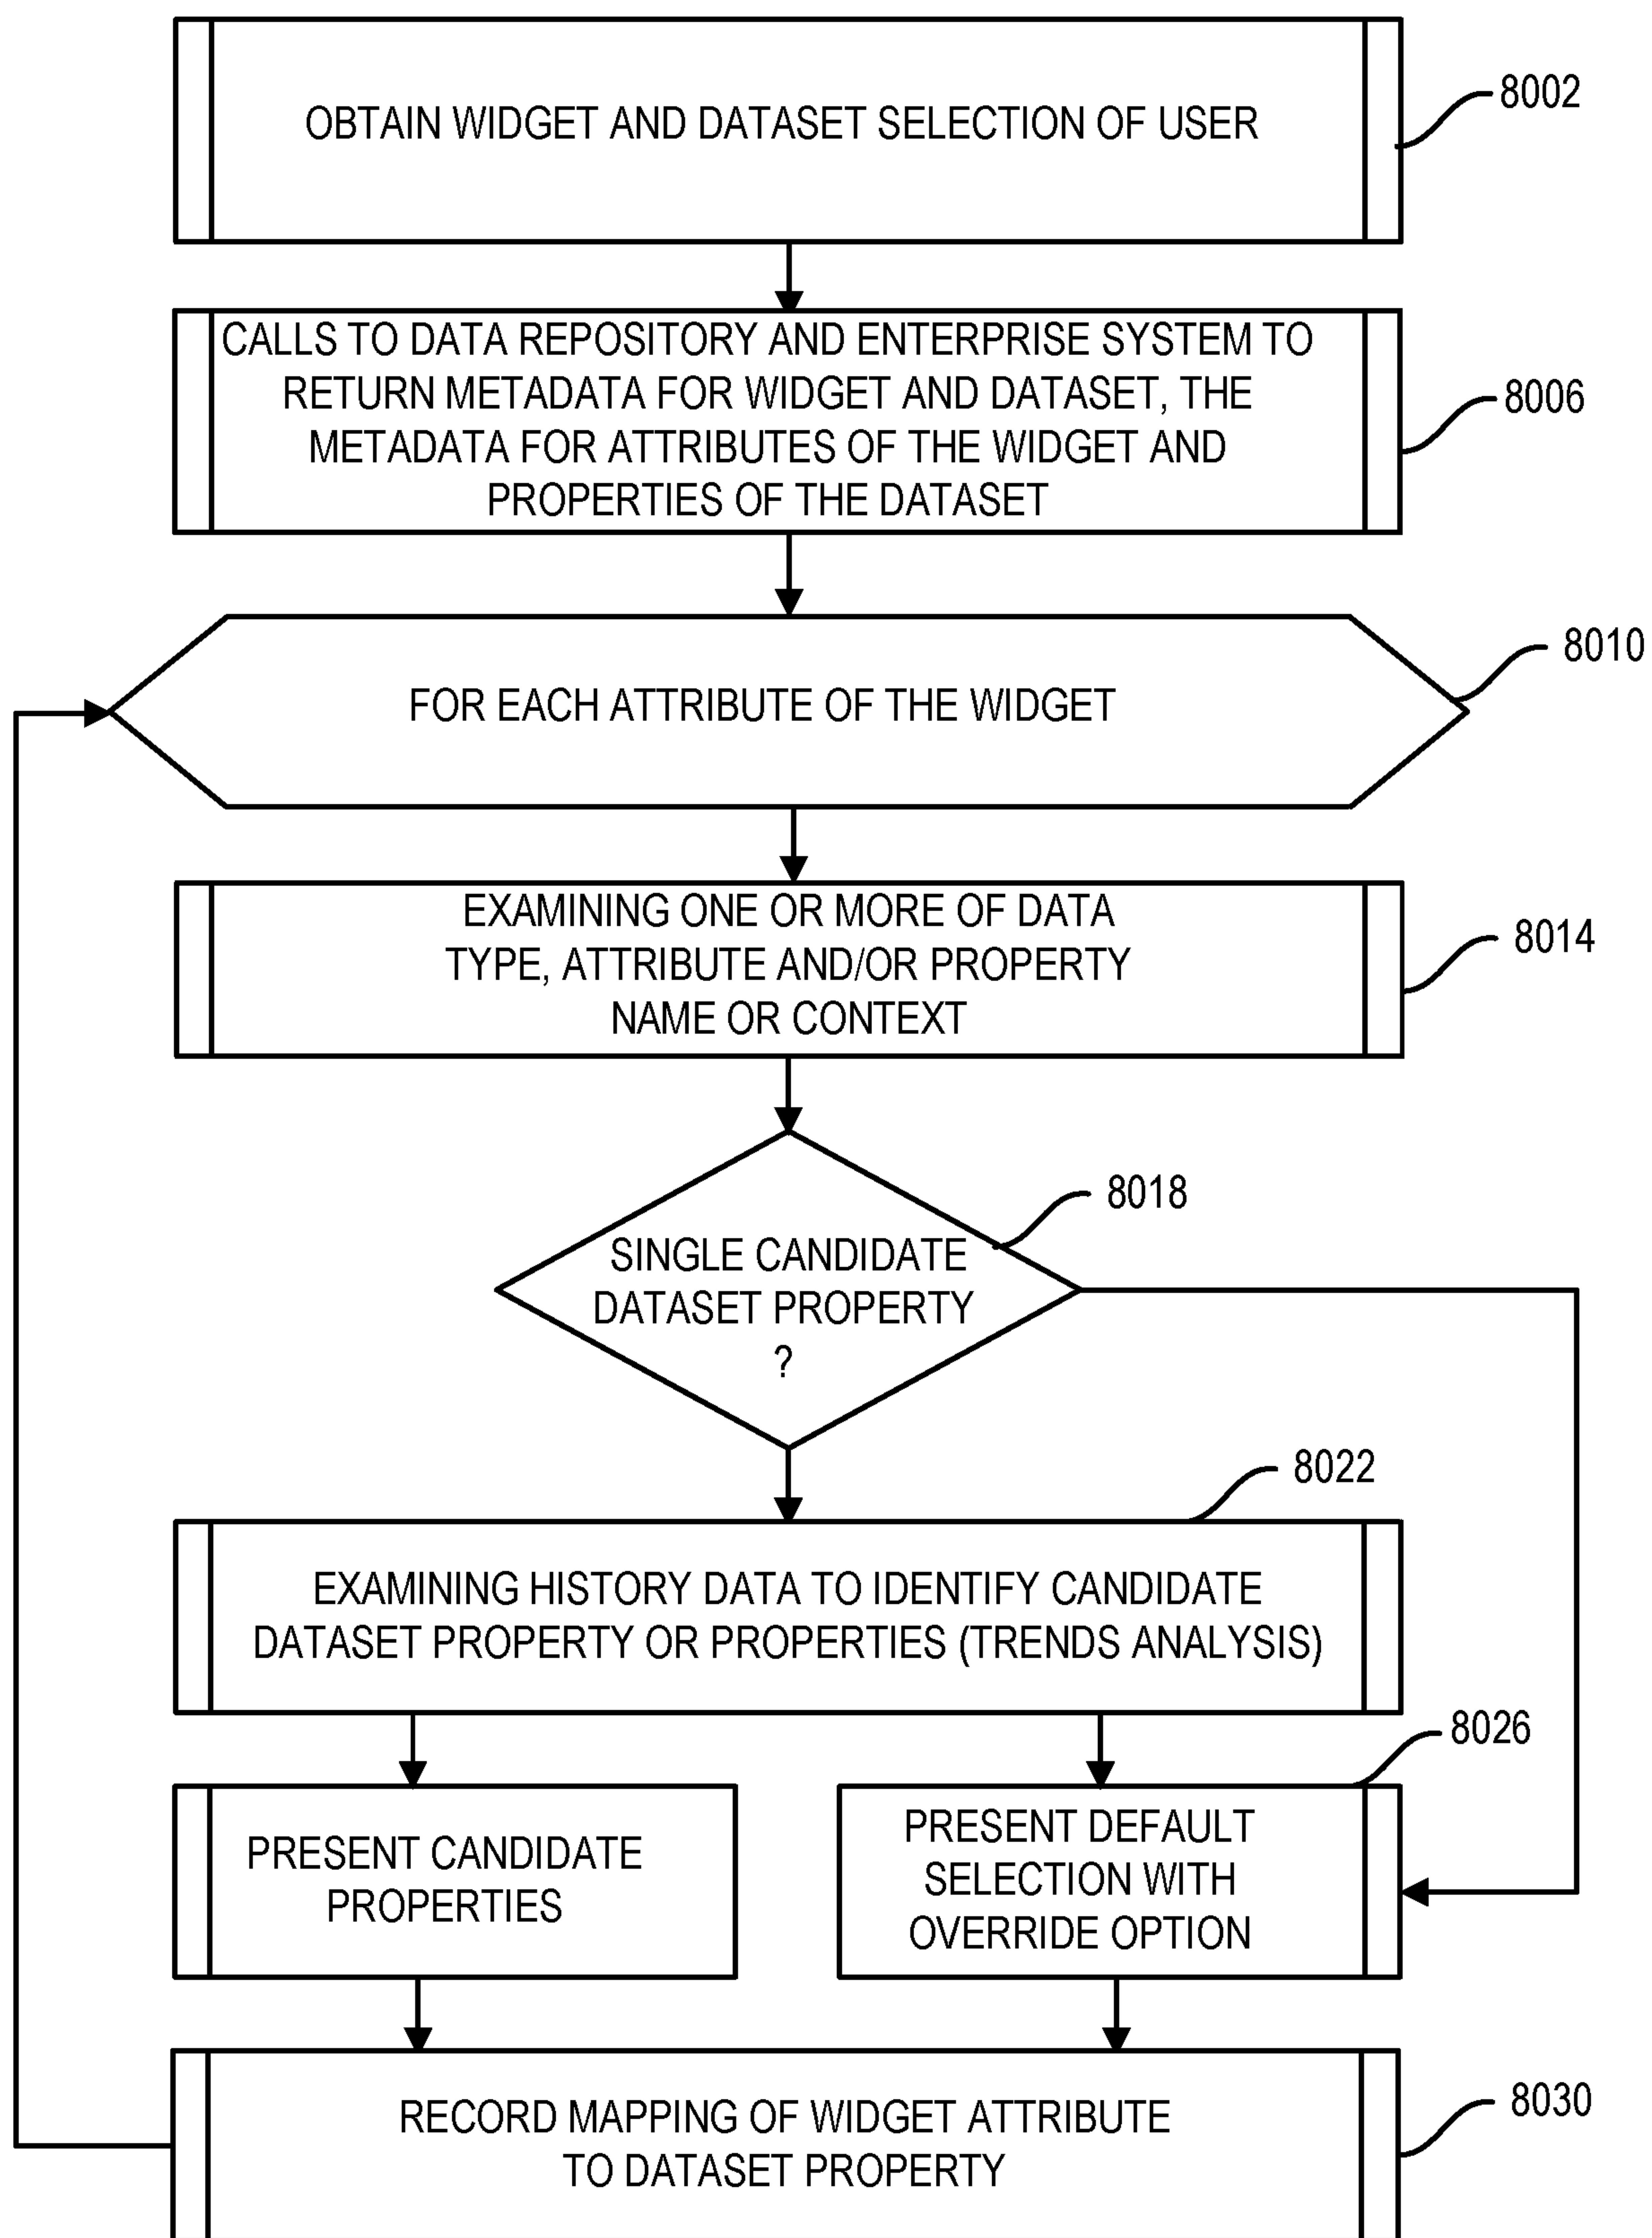 OBTAIN WIDGET AND DATASET SELECTION OF USER
8002
CALLS TO DATA REPOSITORY AND ENTERPRISE SYSTEM TO
RETURN METADATA FOR WIDGET AND DATASET, THE
METADATA FOR ATTRIBUTES OF THE WIDGET AND
PROPERTIES OF THE DATASET
8006
FOR EACH ATTRIBUTE OF THE WIDGET
8010
EXAMINING ONE OR MORE OF DATA
TYPE, ATTRIBUTE AND/OR PROPERTY
NAME OR CONTEXT
8014
SINGLE CANDIDATE
DATASET PROPERTY
?
8018
EXAMINING HISTORY DATA TO IDENTIFY CANDIDATE
DATASET PROPERTY OR PROPERTIES (TRENDS ANALYSIS)
8022
PRESENT CANDIDATE
PROPERTIES
PRESENT DEFAULT
SELECTION WITH
OVERRIDE OPTION
8026
RECORD MAPPING OF WIDGET ATTRIBUTE
TO DATASET PROPERTY
8030